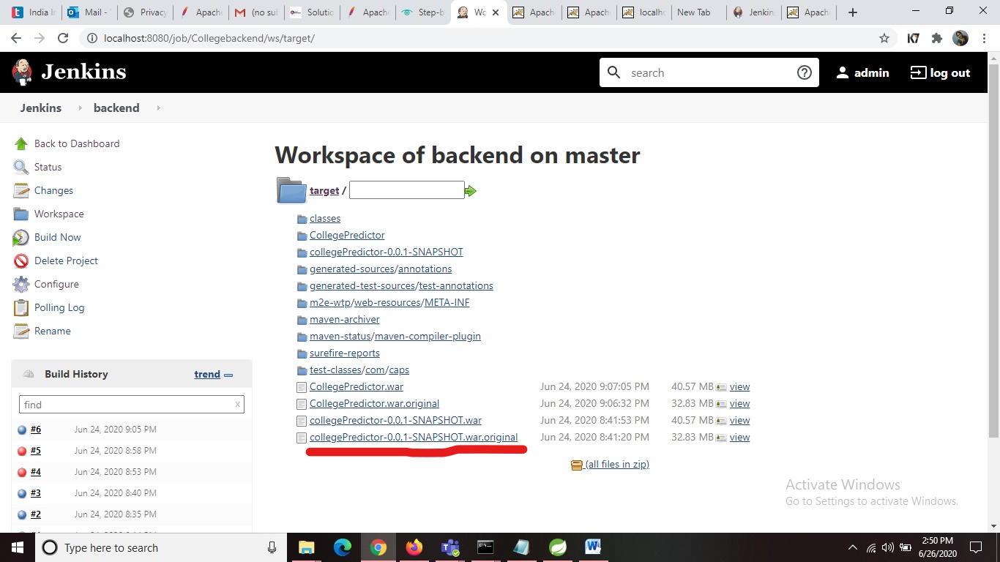 India In
Mail -
Privacy
Apache
(no sub
Solutic
Apache
Step-b
Wo
Apach
Apach
localho
New Tab
Jenkin
Apach
localhost:8080/job/Collegebackend/ws/target/
K7
Jenkins
search
admin
log out
Jenkins
backend
Back to Dashboard
Status
Changes
Workspace
Build Now
Delete Project
Configure
Polling Log
Rename
Build History
trend
find
x
#6 Jun 24, 2020 9:05 PM
#5 Jun 24, 2020 8:58 PM
#4 Jun 24, 2020 8:53 PM
#3 Jun 24, 2020 8:40 PM
#2 Jun 24, 2020 8:35 PM
Workspace of backend on master
target /
classes
CollegePredictor
collegePredictor-0.0.1-SNAPSHOT
generated-sources/annotations
generated-test-sources/test-annotations
m2e-wtp/web-resources/META-INF
maven-archiver
maven-status/maven-compiler-plugin
surefire-reports
test-classes/com/caps
CollegePredictor.war Jun 24, 2020 9:07:05 PM 40.57 MB view
CollegePredictor.war.original Jun 24, 2020 9:06:32 PM 32.83 MB view
collegePredictor-0.0.1-SNAPSHOT.war Jun 24, 2020 8:41:53 PM 40.57 MB view
collegePredictor-0.0.1-SNAPSHOT.war.original Jun 24, 2020 8:41:20 PM 32.83 MB view
(all files in zip)
Activate Windows
Go to Settings to activate Windows.
Type here to search
2:50 PM
6/26/2020